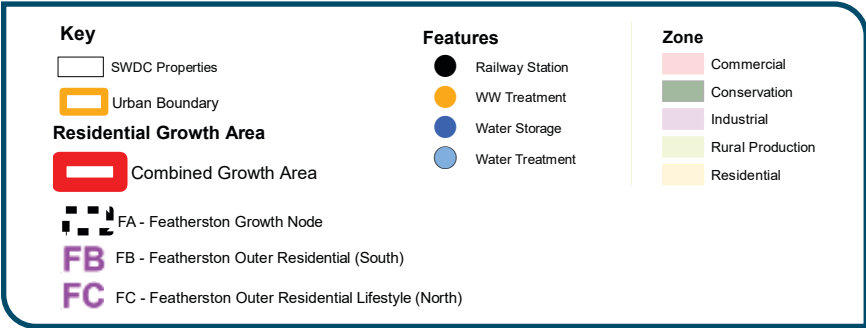 Key
SWDC Properties
Urban Boundary
Residential Growth Area
Combined Growth Area
FA - Featherston Growth Node
FB FB - Featherston Outer Residential (South)
FC FC - Featherston Outer Residential Lifestyle (North)
Features
Railway Station
WW Treatment
Water Storage
Water Treatment
Zone
Commercial
Conservation
Industrial
Rural Production
Residential